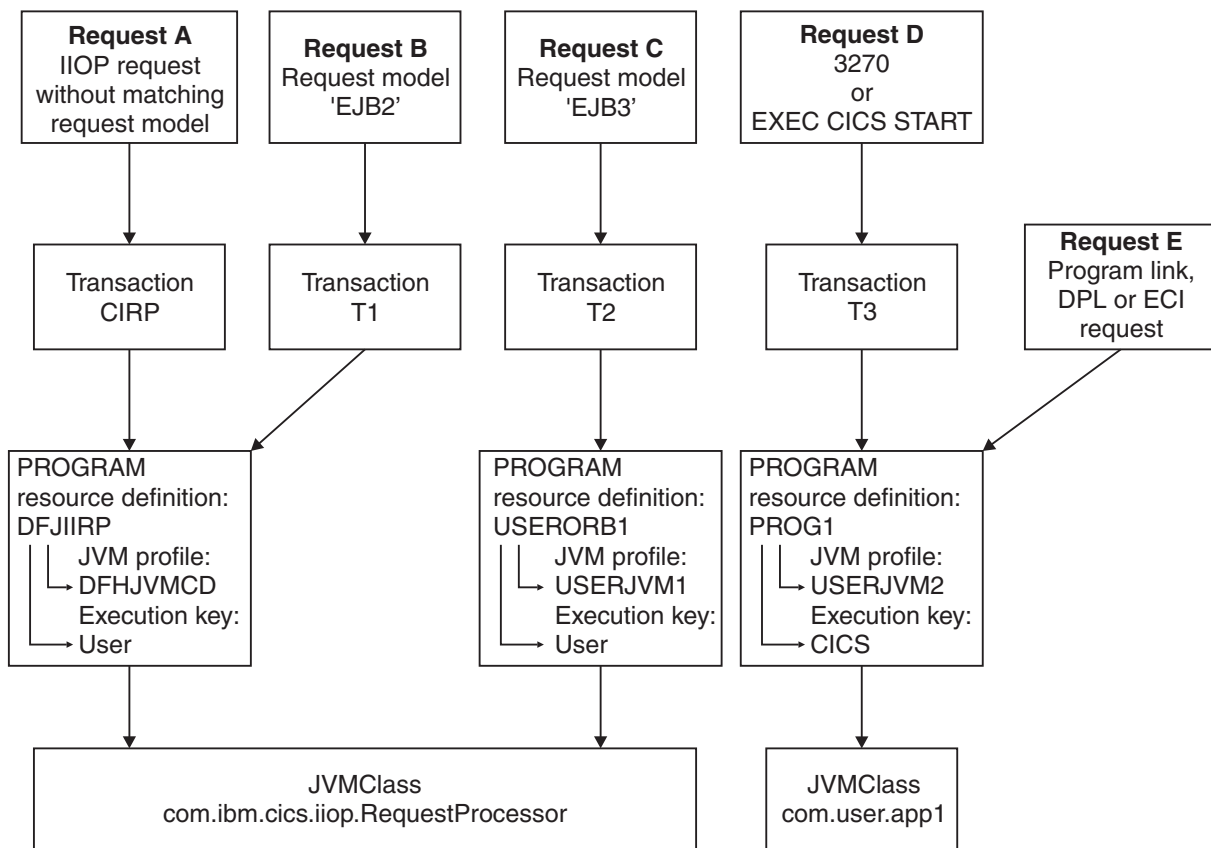 Request A
IIOP request
without matching
request model
Request B
Request model
'EJB2’
Request C
Request model
'EJB3’
Request D
3270
or
EXEC CICS START
Transaction
CIRP
Transaction
T1
Transaction
T2
Transaction
T3
Request E
Program link,
DPL or ECI
request
PROGRAM
resource definition:
DFJIIRP
JVM profile:
DFHJVMCD
Execution key:
User
PROGRAM
resource definition:
USERORB1
JVM profile:
USERJVM1
Execution key:
User
PROGRAM
resource definition:
PROG1
JVM profile:
USERJVM2
Execution key:
CICS
JVMClass
com.ibm.cics.iiop.RequestProcessor
JVMClass
com.user.app1